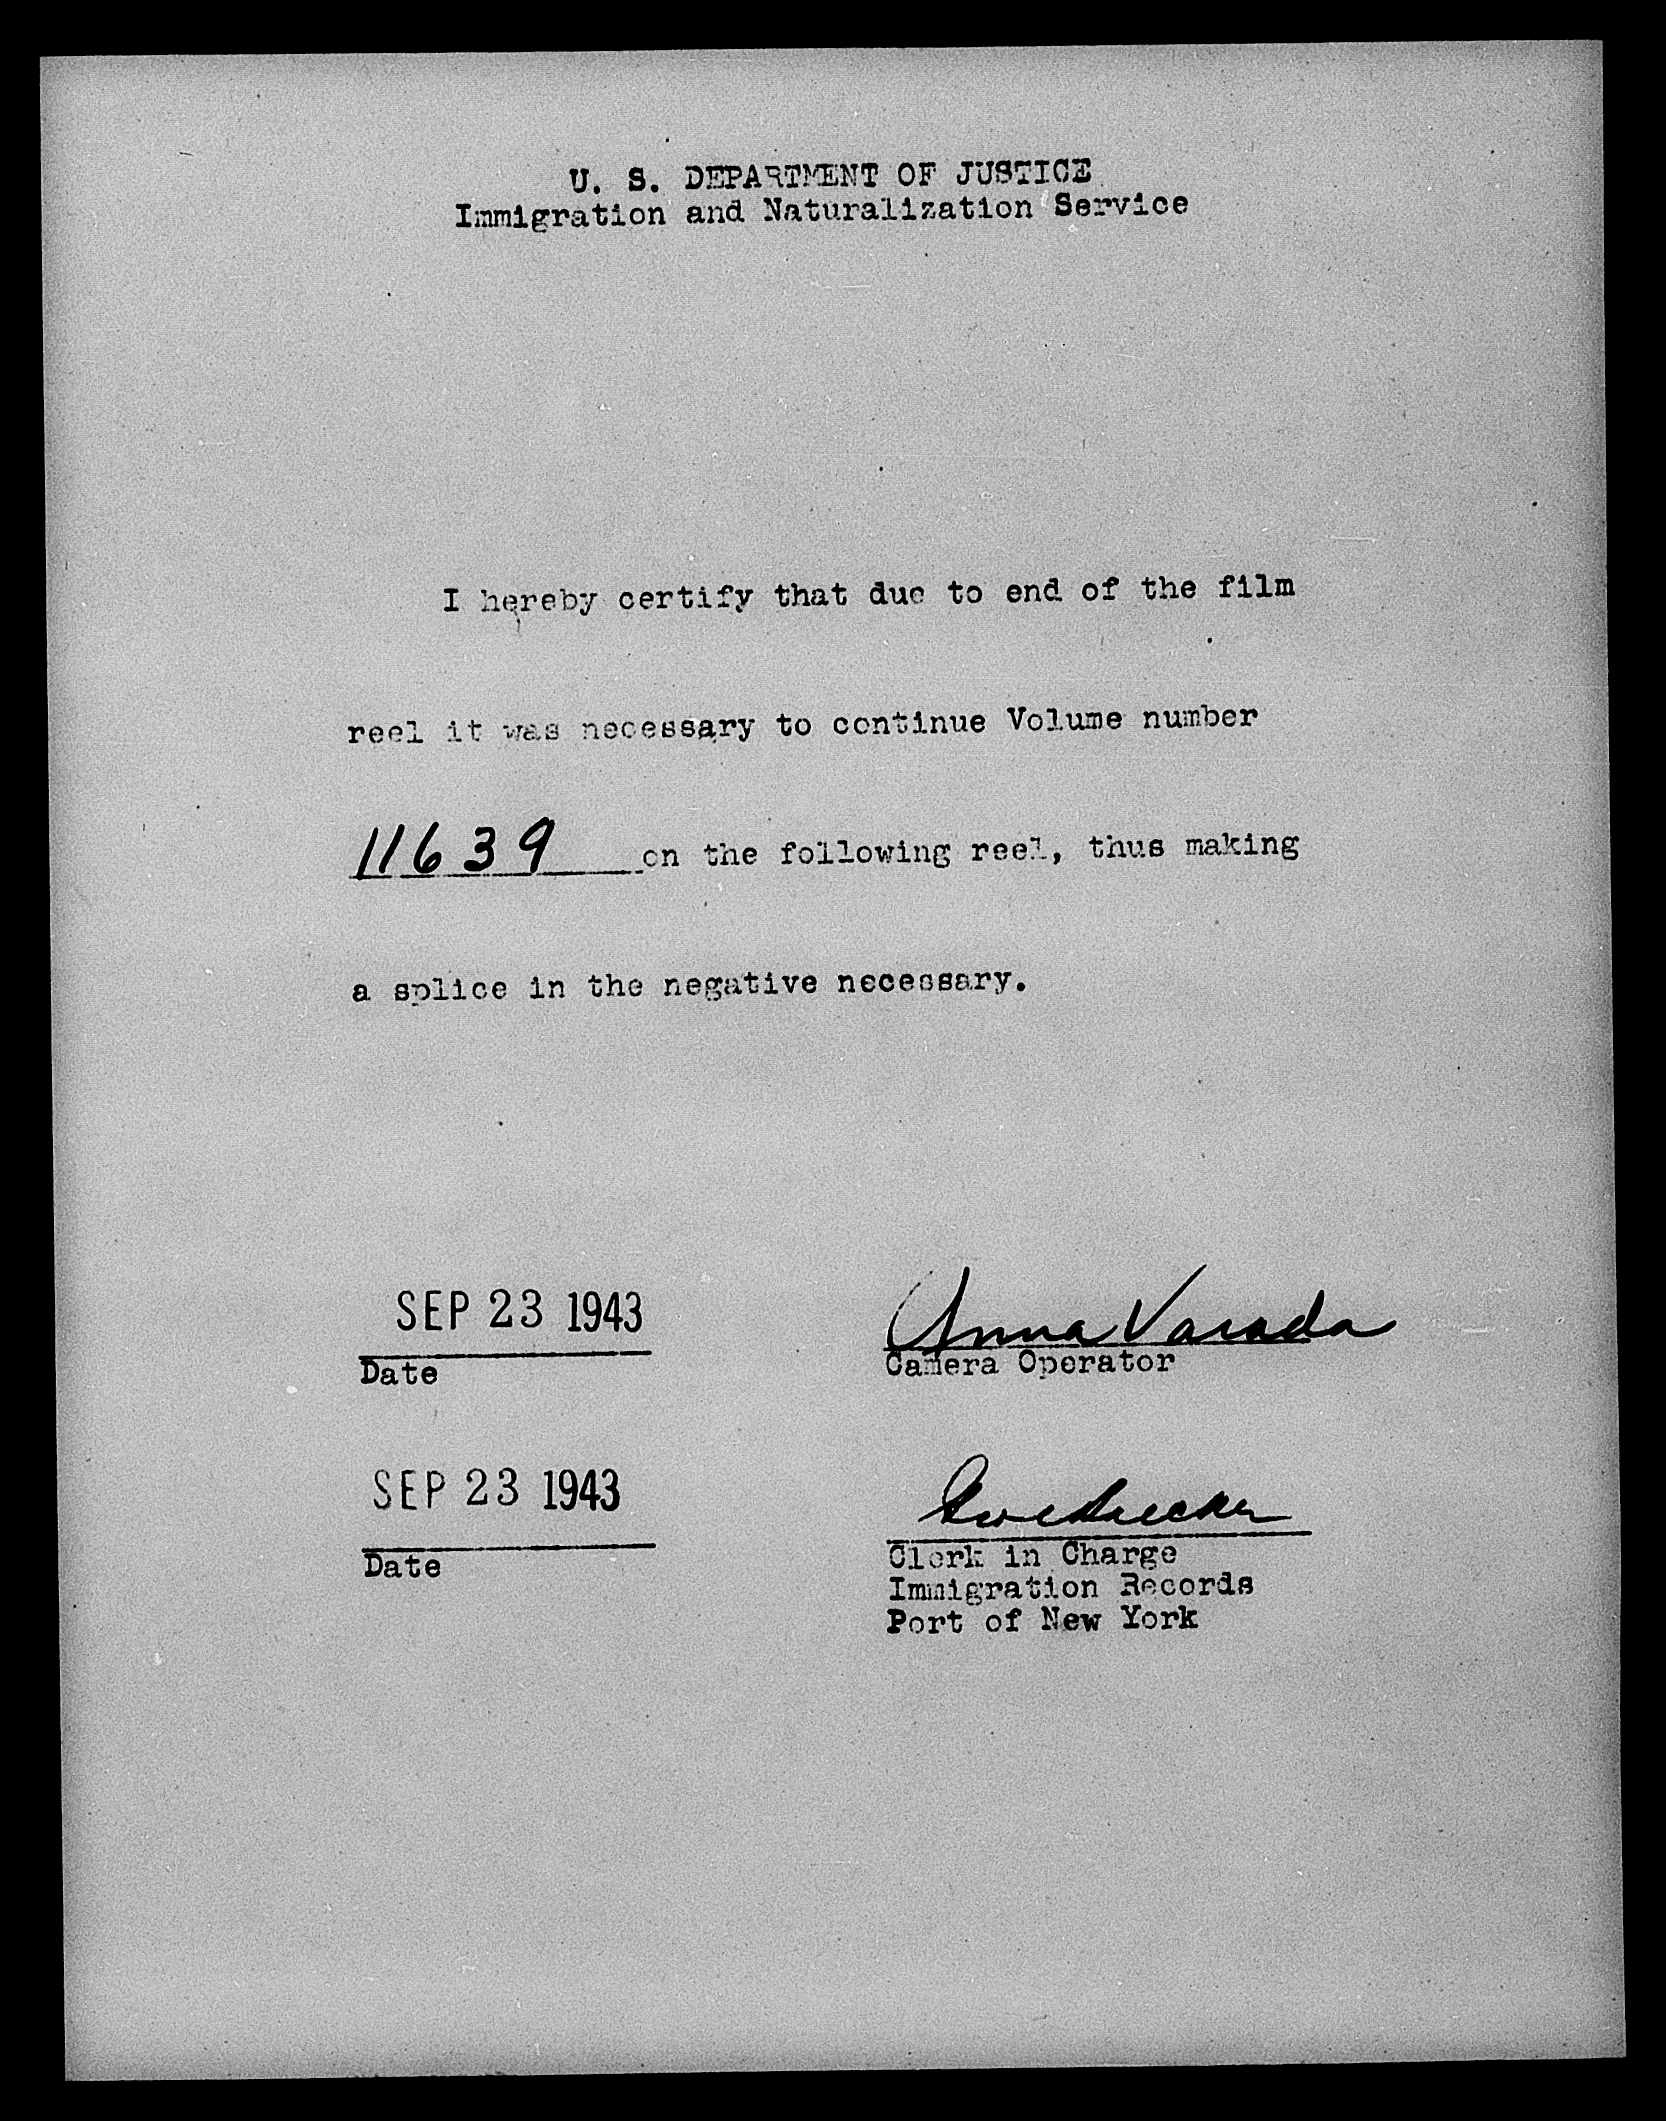 U. S. DEPARTMENT OF JUSTICE
Immigration and Naturalization Service
I hereby certify that due to end of the film
reel it was necessary to continue Volume number
11639 on the following reel, thus making
a splice in the negative necessary.
SEP 23 1943
Anna Varada
Date
Camera Operator
SEP 23 1943
Date
Clerk in Charge
Immigration Records
Port of New York